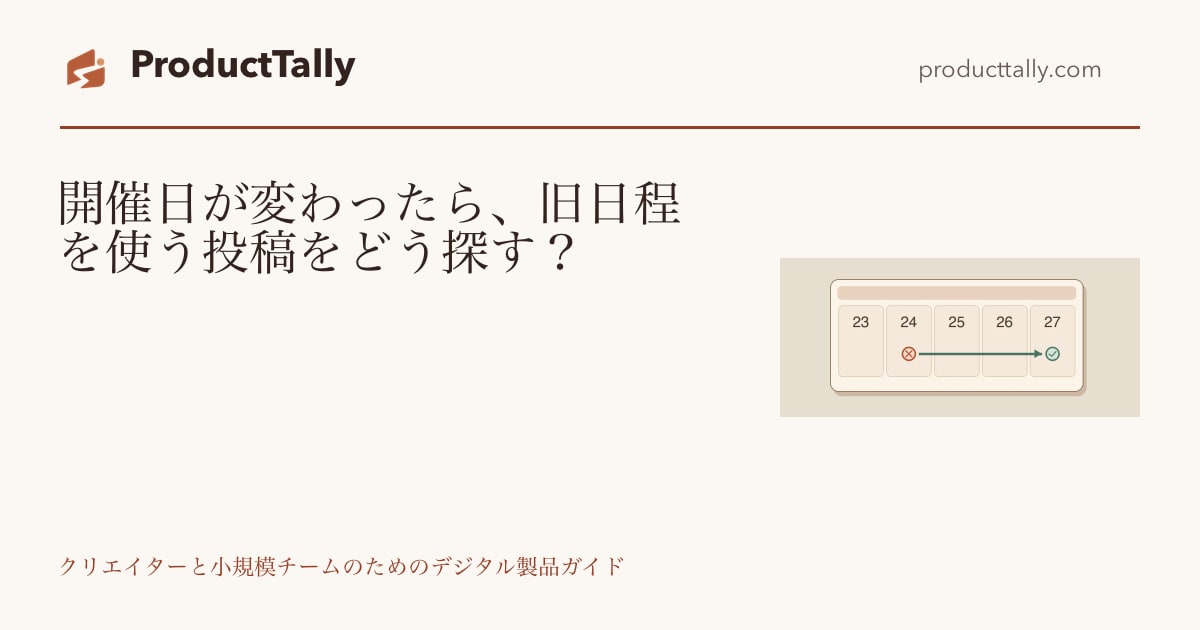 ProductTally
producttally.com
開催日が変わったら、旧日程
を使う投稿をどう探す？
23 24 25 26 27
クリエイターと小規模チームのためのデジタル製品ガイド